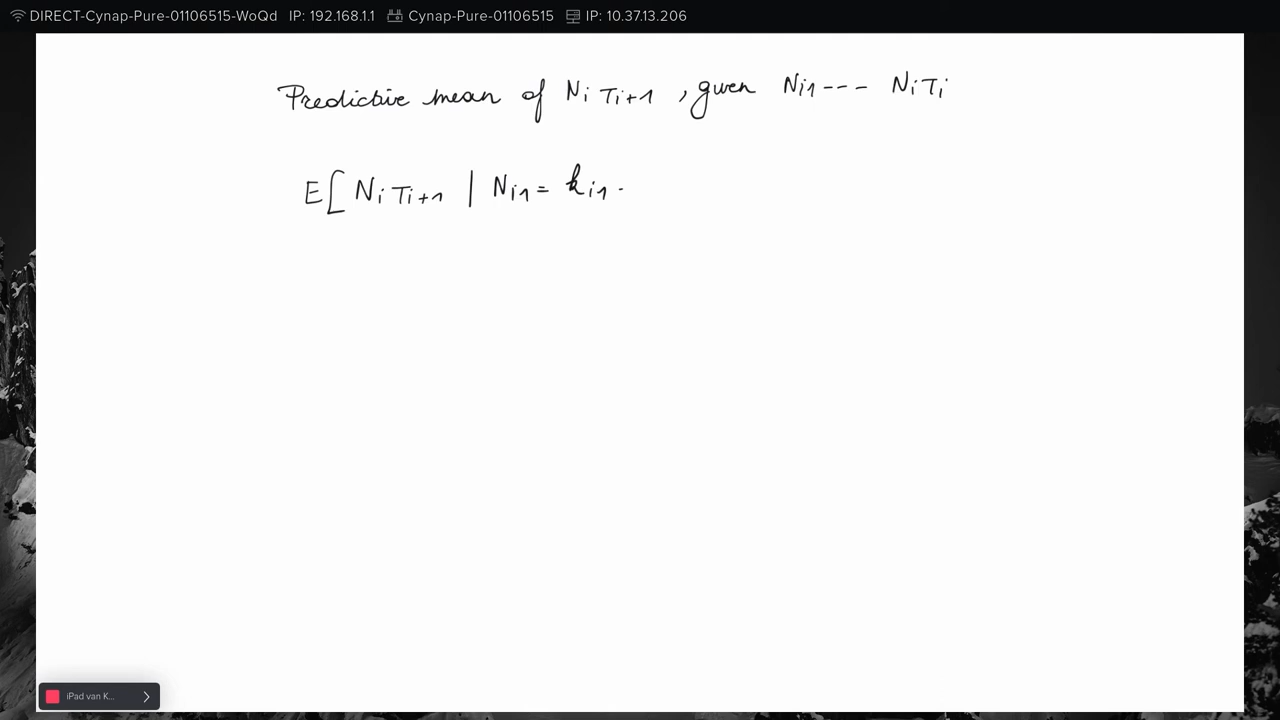 DIRECT-Cynap-Pure-01106515-WoQd IP: 192.168.1.1 Cynap-Pure-01106515 IP: 10.37.13.206
Predictive mean of Ni Ti+1 , given Ni1 --- NiTi
E[ Ni Ti+1 | Ni1 = ki1 -
iPad van K...